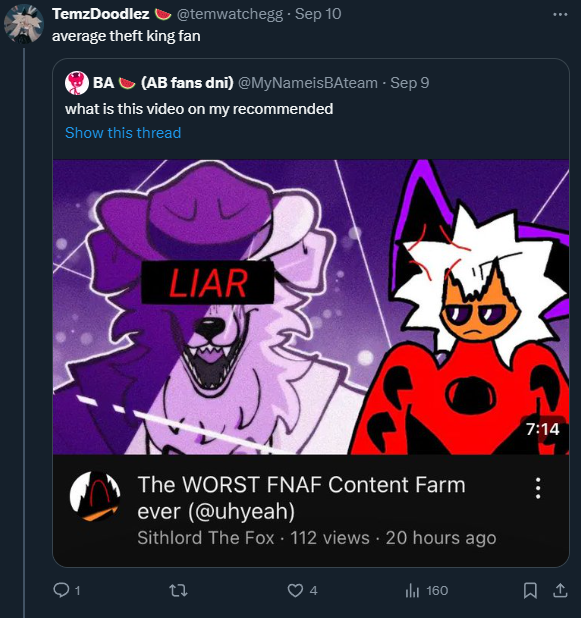 TemzDoodlez 🍉 @temwatchegg · Sep 10
average theft king fan
BA 🍉 (AB fans dni) @MyNameisBAteam · Sep 9
what is this video on my recommended
Show this thread
LIAR
7:14
The WORST FNAF Content Farm
ever (@uhyeah)
Sithlord The Fox · 112 views · 20 hours ago
1 4 160